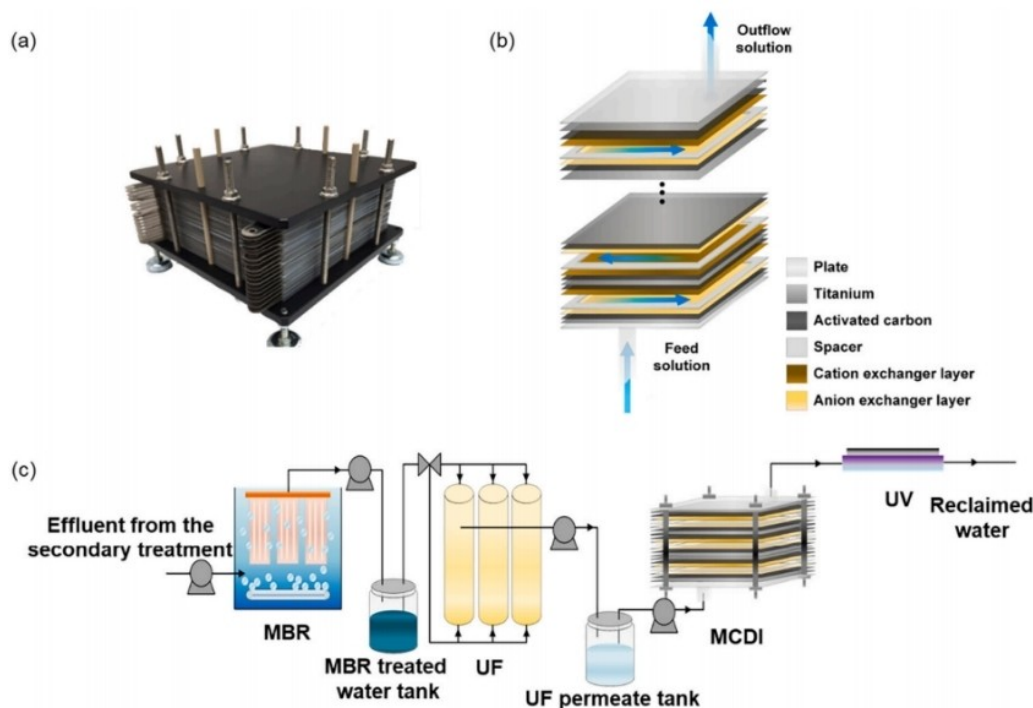 (a)
(b)
Outflow
solution
Feed
solution
Plate
Titanium
Activated carbon
Spacer
Cation exchanger layer
Anion exchanger layer
(c)
Effluent from the
secondary treatment
MBR
MBR treated
water tank
UF
UF permeate tank
MCDI
UV
Reclaimed
water